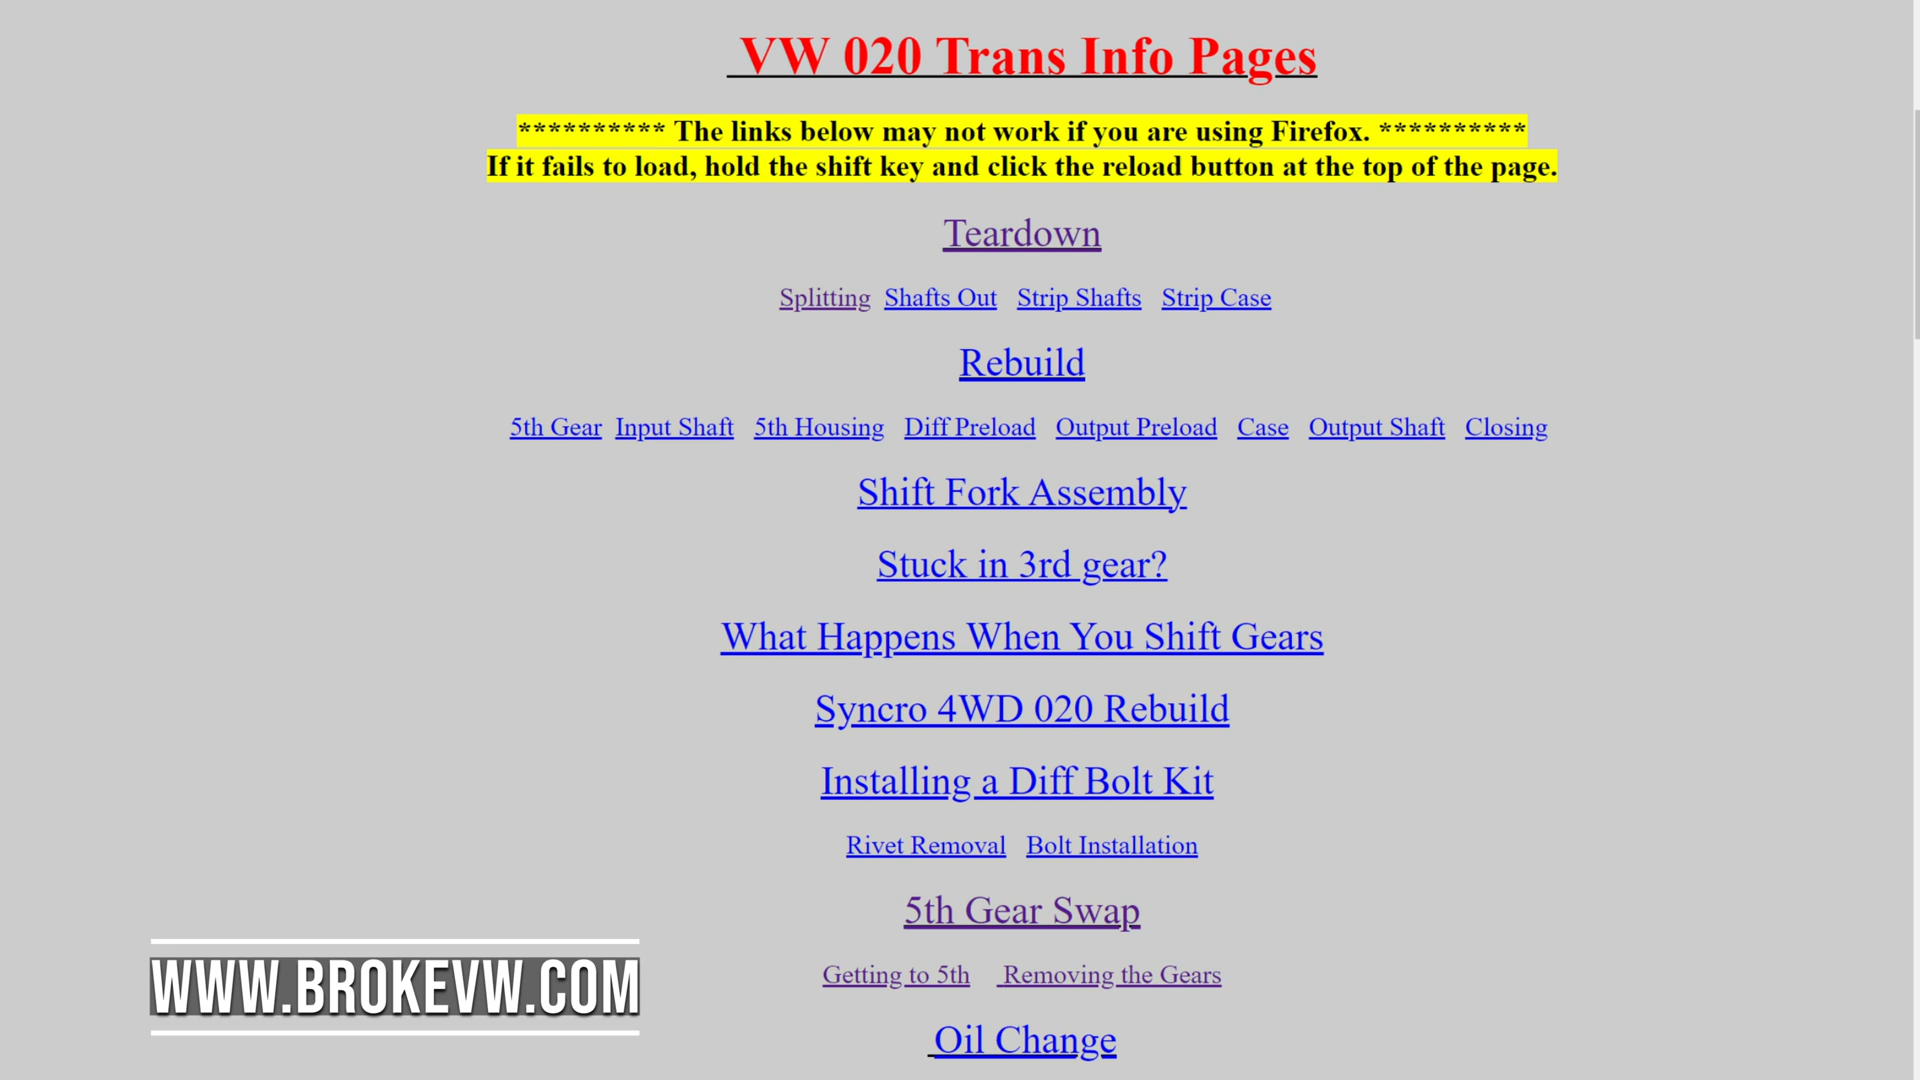 VW 020 Trans Info Pages
********** The links below may not work if you are using Firefox. **********
If it fails to load, hold the shift key and click the reload button at the top of the page.
Teardown
Splitting Shafts Out Strip Shafts Strip Case
Rebuild
5th Gear Input Shaft 5th Housing Diff Preload Output Preload Case Output Shaft Closing
Shift Fork Assembly
Stuck in 3rd gear?
What Happens When You Shift Gears
Syncro 4WD 020 Rebuild
Installing a Diff Bolt Kit
Rivet Removal Bolt Installation
5th Gear Swap
Getting to 5th Removing the Gears
WWW.BROKEVW.COM
Oil Change